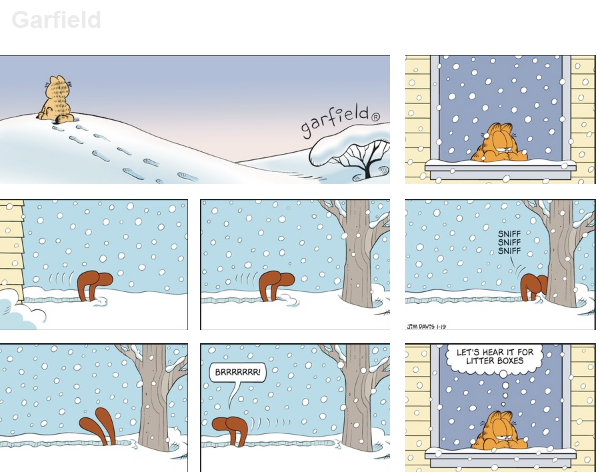 Garfield
garfield®
SNIFF
SNIFF
SNIFF
JIM DAVIS 1-19
BRRRRRRR!
LET'S HEAR IT FOR
LITTER BOXES